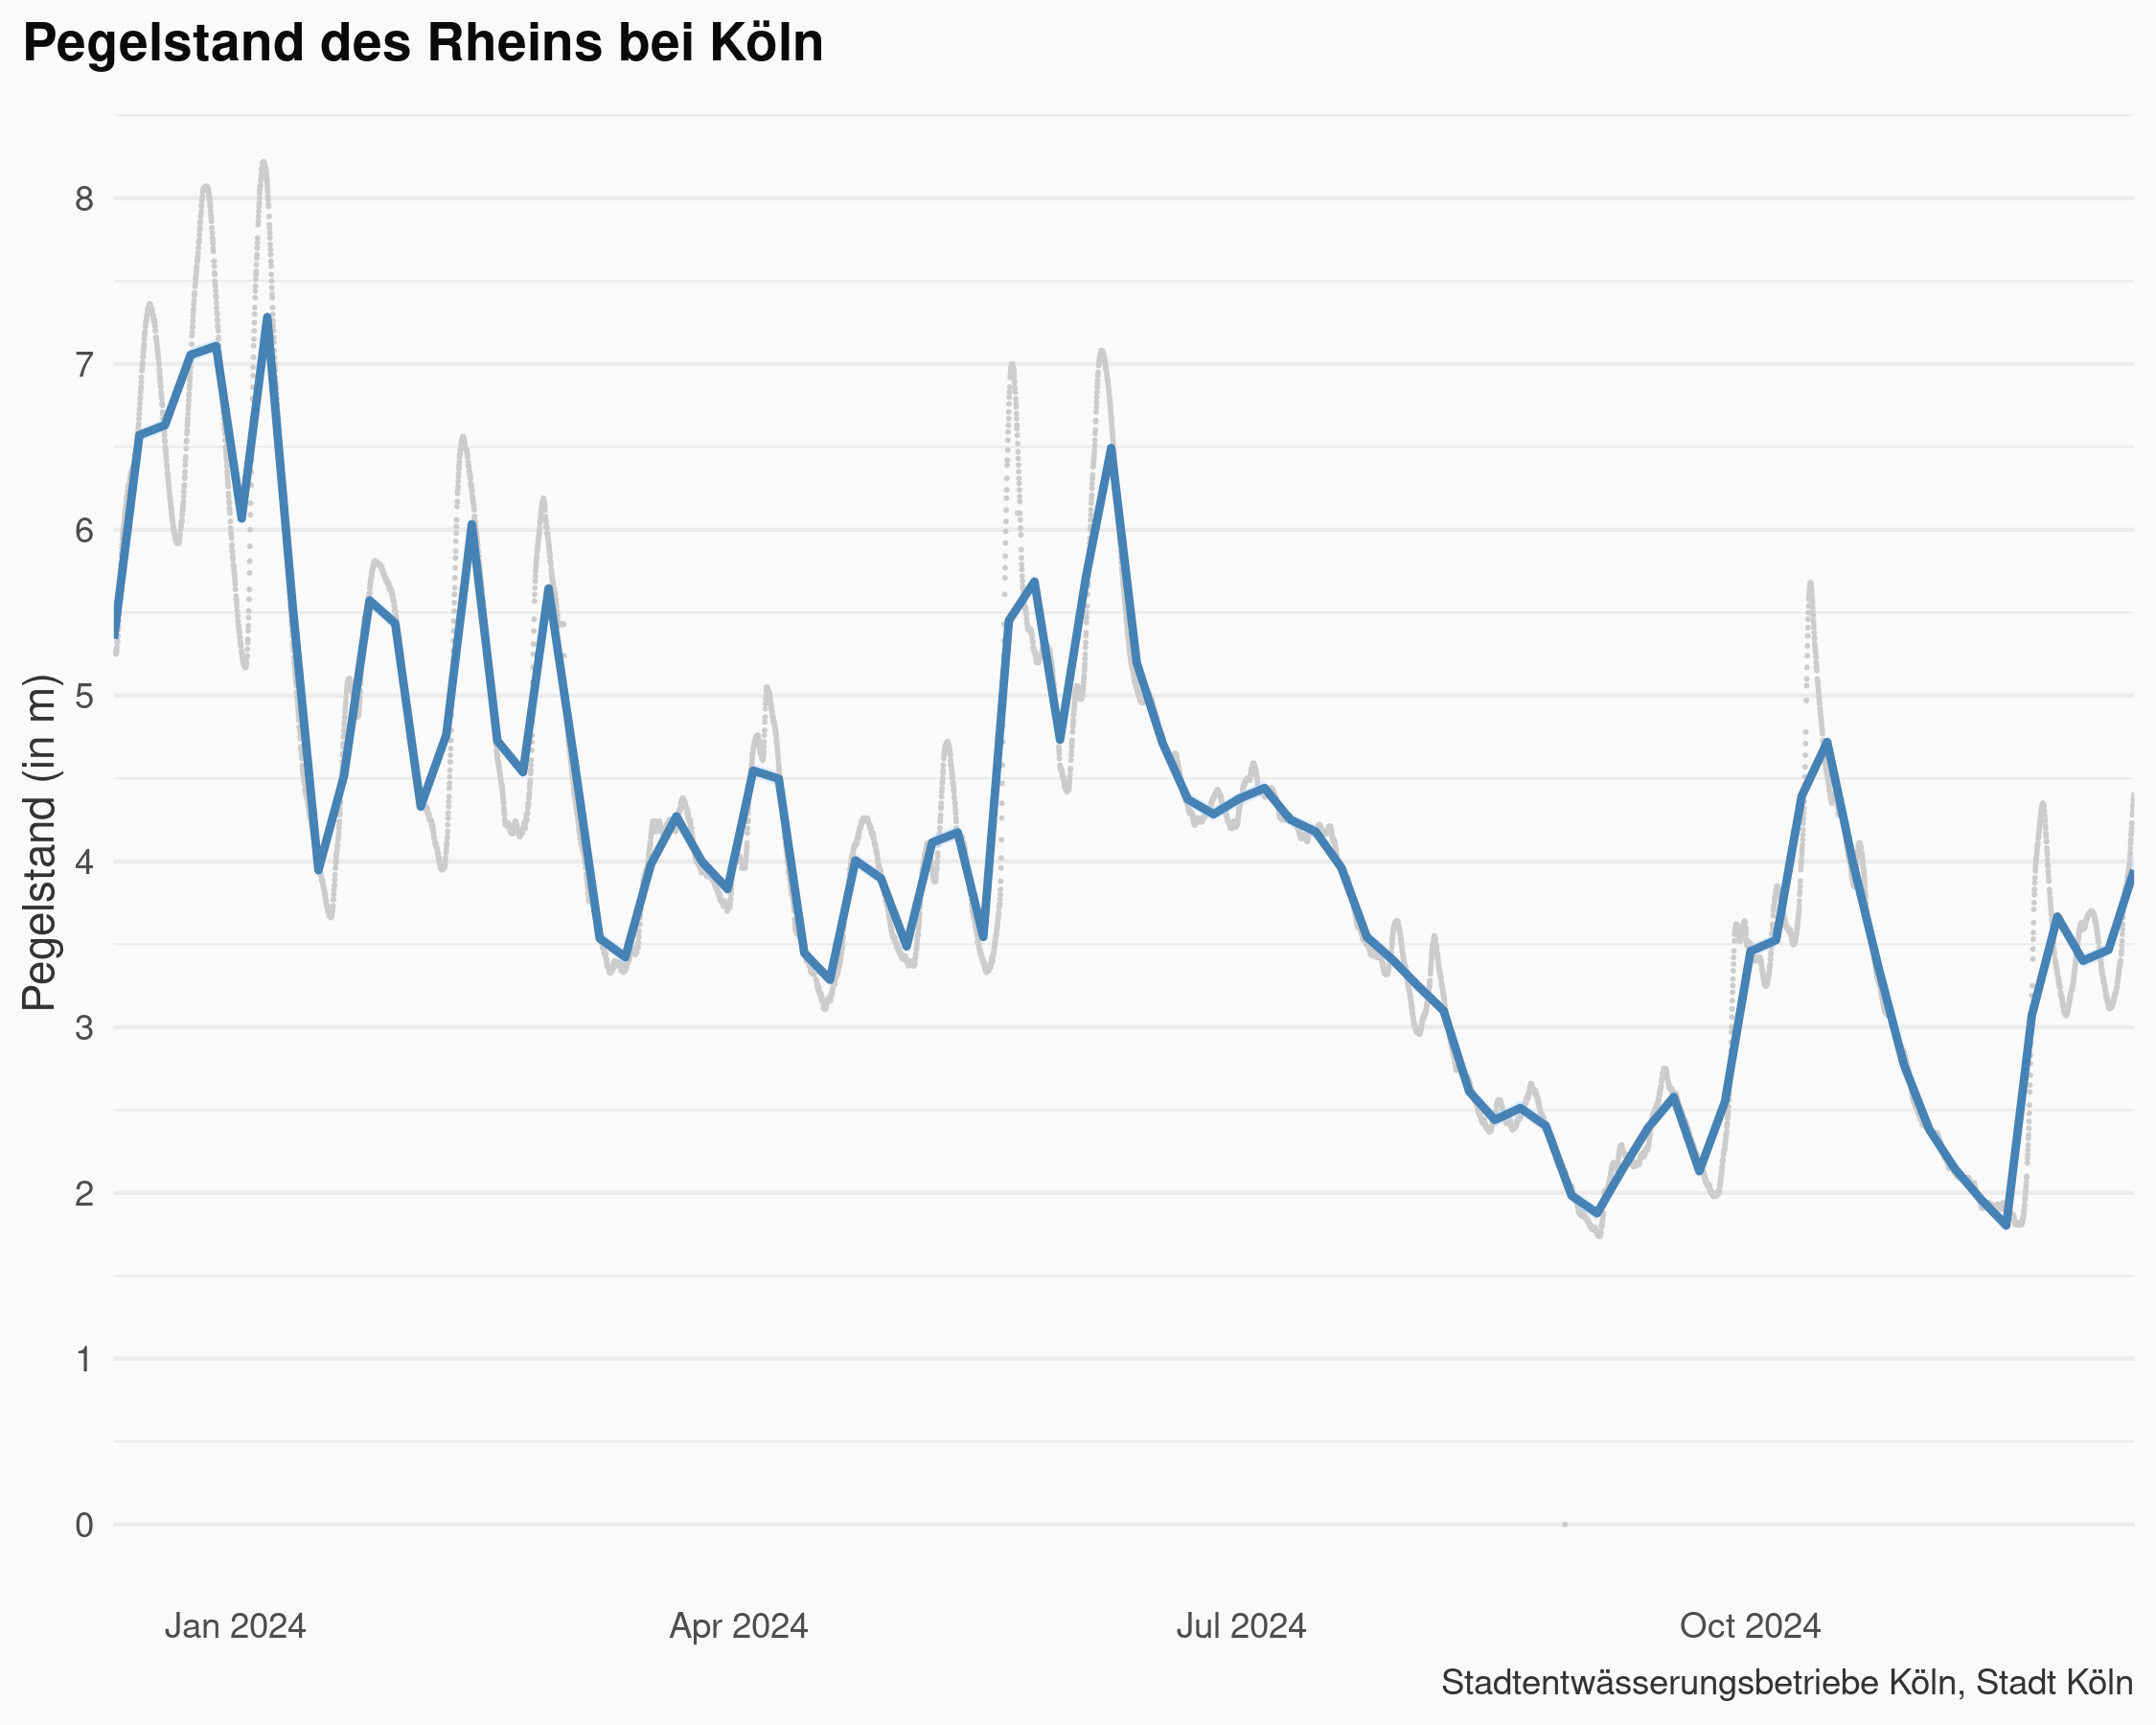 Pegelstand des Rheins bei Köln
Pegelstand (in m)
8
7
6
5
4
3
2
1
0
Jan 2024
Apr 2024
Jul 2024
Oct 2024
Stadtentwässerungsbetriebe Köln, Stadt Köln